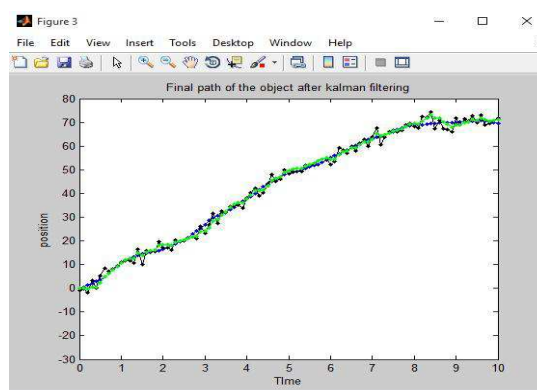 Figure 3
File Edit View Insert Tools Desktop Window Help
Final path of the object after kalman filtering
80
70
60
50
40
30
20
10
0
-10
-20
-30
position
0 1 2 3 4 5 6 7 8 9 10
TIme